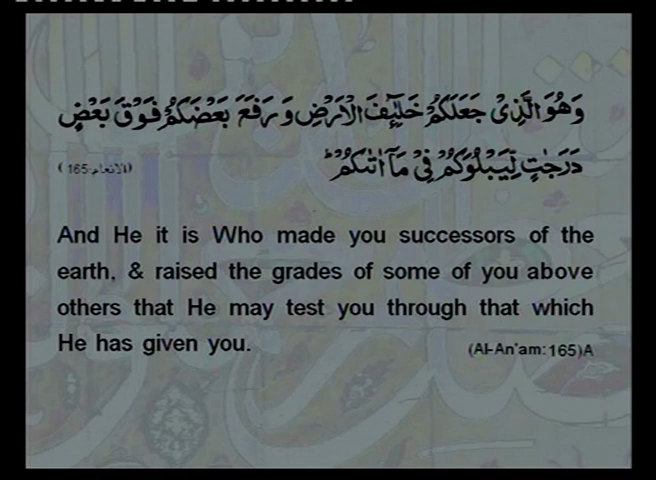 وَهُوَ الَّذِىْ جَعَلَكُمْ خَلٰٓئِفَ الْاَرْضِ وَ رَفَعَ بَعْضَكُمْ فَوْقَ بَعْضٍ
دَرَجٰتٍ لِّيَبْلُوَكُمْ فِىْ مَآ اٰتٰىكُمْ ؕ (الانعام:165)
And He it is Who made you successors of the
earth, & raised the grades of some of you above
others that He may test you through that which
He has given you. (Al-An'am:165)A